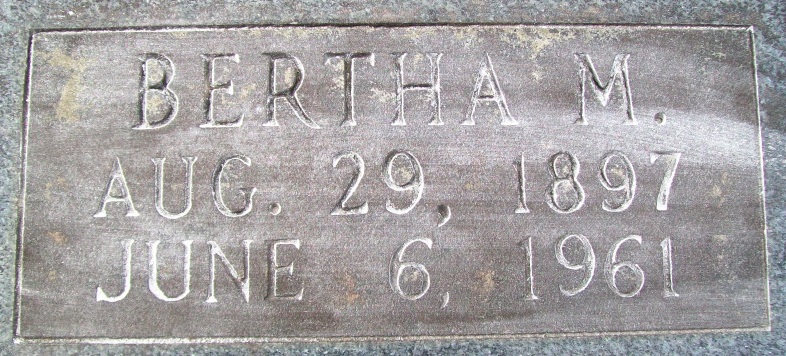 BERTHA M.
AUG. 29, 1897
JUNE 6, 1961